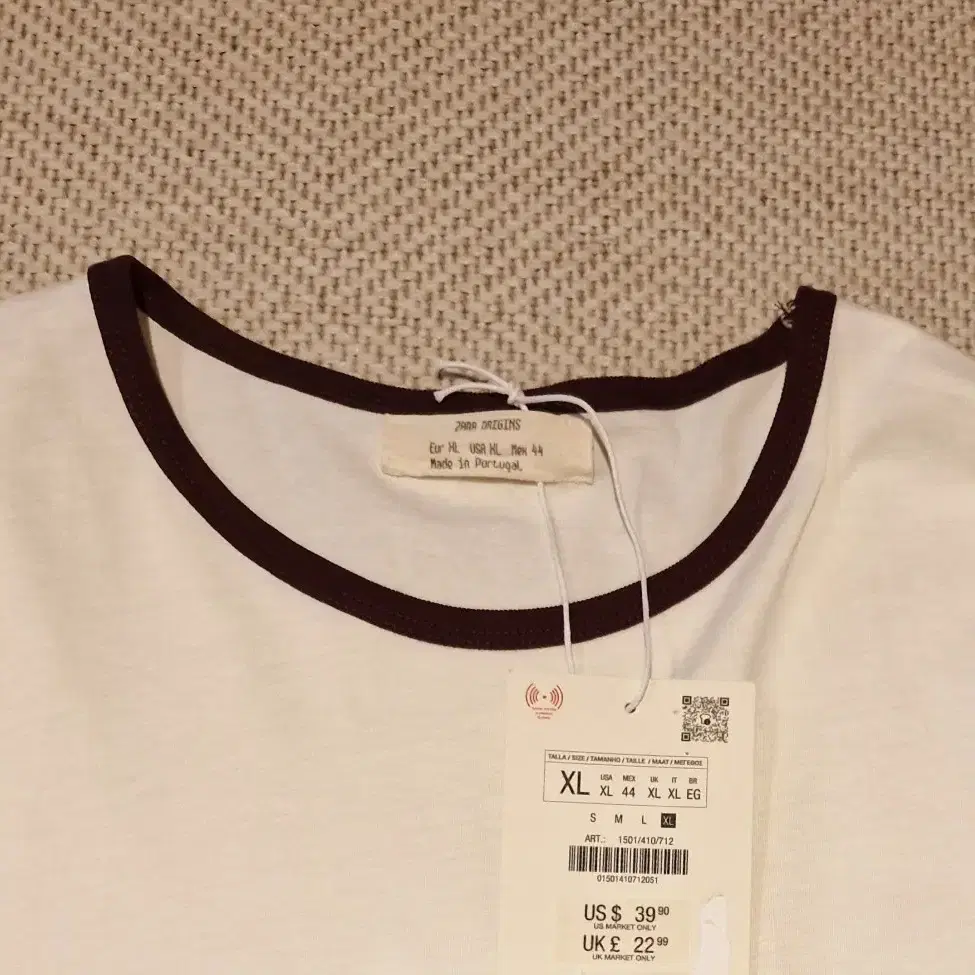 ZARA ORIGINS
Eur XL USA XL Mex 44
Made in Portugal
TALLA / SIZE / TAMANHO / TAILLE / MAAT / ΜΕΓΕΘΟΣ
XL
USA MEX UK IT BR
XL 44 XL XL EG
S M L XL
ART.: 1501/410/712
01501410712051
US $ 39 90
US MARKET ONLY
UK £ 22 99
UK MARKET ONLY